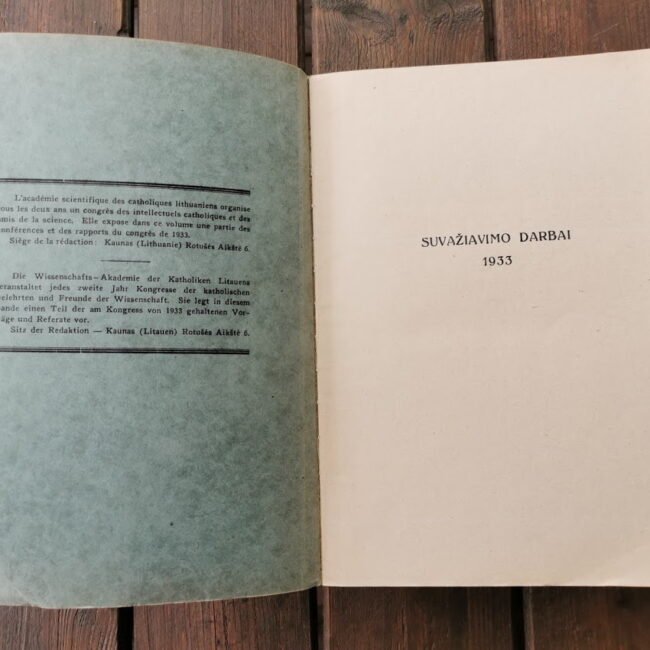 L'académie scientifique des catholiques lithuaniens organise
tous les deux ans un congrès des intellectuels catholiques et des
amis de la science. Elle expose dans ce volume une partie des
conférences et des rapports du congrès de 1933.
Siège de la rédaction: Kaunas (Lithuanie) Rotušės Aikštė 6.
Die Wissenschafts-Akademie der Katholiken Litauens
veranstaltet jedes zweite Jahr Kongresse der katholischen
Gelehrten und Freunde der Wissenschaft. Sie legt in diesem
Bande einen Teil der am Kongress von 1933 gehaltenen Vor-
träge und Referate vor.
Sitz der Redaktion — Kaunas (Litauen) Rotušės Aikštė 6.
SUVAŽIAVIMO DARBAI
1933